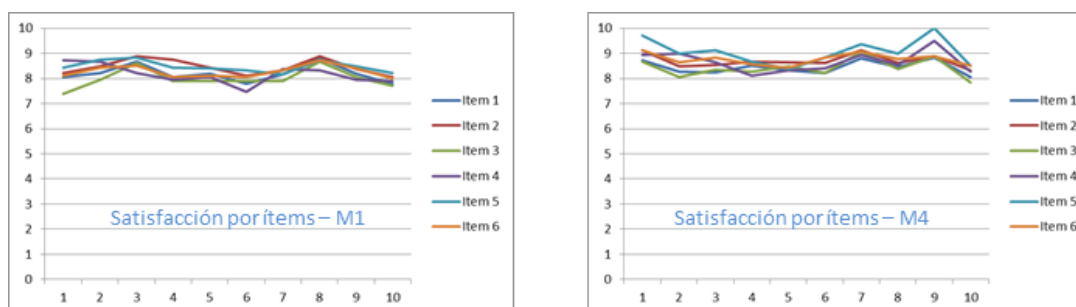 10
9
8
7
6
5
4
3
2
1
0
1 2 3 4 5 6 7 8 9 10
Item 1
Item 2
Item 3
Item 4
Item 5
Item 6
Satisfacción por ítems – M1
10
9
8
7
6
5
4
3
2
1
0
1 2 3 4 5 6 7 8 9 10
Item 1
Item 2
Item 3
Item 4
Item 5
Item 6
Satisfacción por ítems – M4